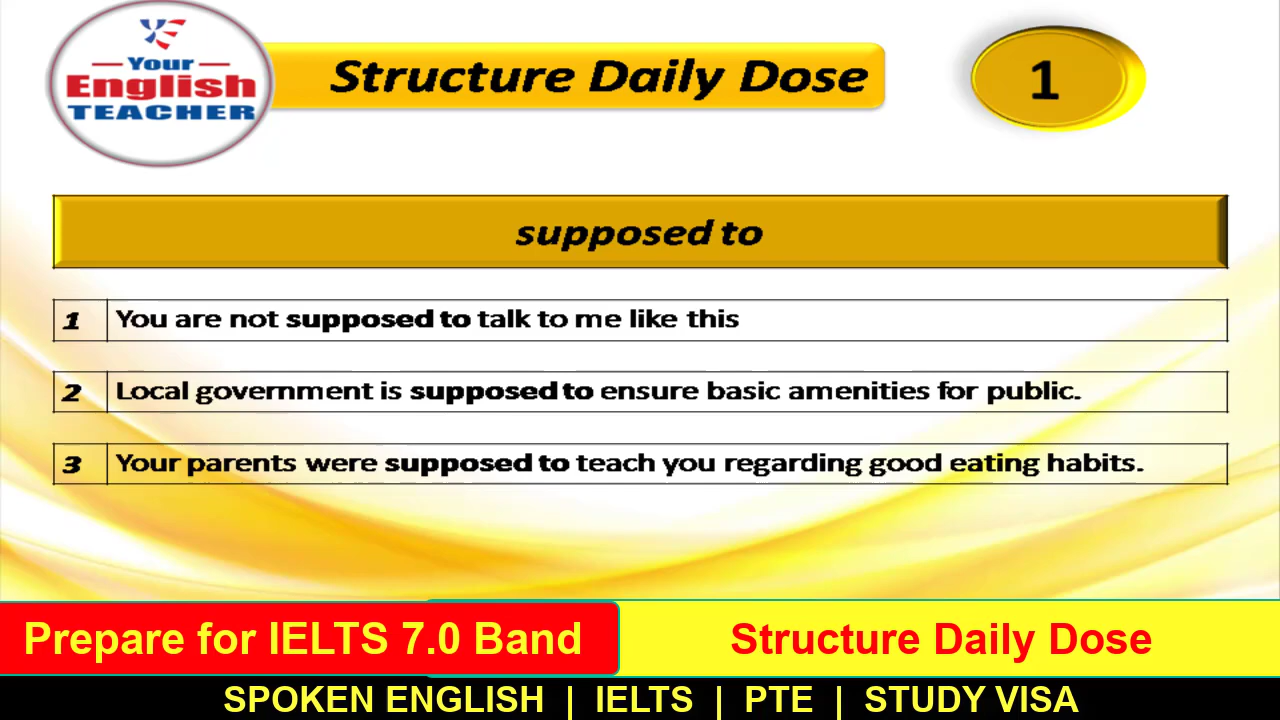 Your
English
TEACHER
Structure Daily Dose
1
supposed to
1 You are not supposed to talk to me like this
2 Local government is supposed to ensure basic amenities for public.
3 Your parents were supposed to teach you regarding good eating habits.
Prepare for IELTS 7.0 Band
Structure Daily Dose
SPOKEN ENGLISH | IELTS | PTE | STUDY VISA